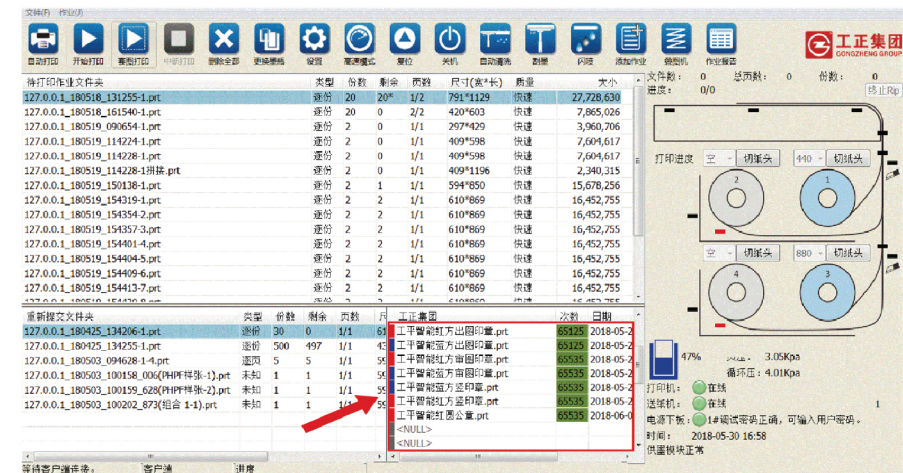 文件(F) 作业(J)
自动打印 开始打印 赛型打印 中断打印 删除全部 更换墨桶 设置 高速模式 复位 关机 自动清洗 刮墨 闪喷 添加作业 微型机 作业报告
工正集团
GONGZHENG GROUP
待打印作业文件夹 类型 份数 剩余 页数 尺寸(宽*长) 质量 大小
127.0.0.1_180518_131255-1.prt 逐份 20 20* 1/2 791*1129 快速 27,728,630
127.0.0.1_180518_161540-1.prt 逐份 20 0 2/2 420*603 快速 7,865,026
127.0.0.1_180519_090654-1.prt 逐份 2 0 1/1 297*429 快速 3,960,706
127.0.0.1_180519_114224-1.prt 逐份 2 0 1/1 409*598 快速 7,604,617
127.0.0.1_180519_114228-1.prt 逐份 2 0 1/1 409*598 快速 7,604,617
127.0.0.1_180519_114228-1拼接.prt 逐份 2 0 1/1 409*1196 快速 2,340,315
127.0.0.1_180519_150138-1.prt 逐份 2 1 1/1 594*850 快速 15,678,256
127.0.0.1_180519_154319-1.prt 逐份 2 2 1/1 610*869 快速 16,452,755
127.0.0.1_180519_154354-2.prt 逐份 2 2 1/1 610*869 快速 16,452,755
127.0.0.1_180519_154357-3.prt 逐份 2 2 1/1 610*869 快速 16,452,755
127.0.0.1_180519_154401-4.prt 逐份 2 2 1/1 610*869 快速 16,452,755
127.0.0.1_180519_154404-5.prt 逐份 2 2 1/1 610*869 快速 16,452,755
127.0.0.1_180519_154409-6.prt 逐份 2 2 1/1 610*869 快速 16,452,755
127.0.0.1_180519_154413-7.prt 逐份 2 2 1/1 610*869 快速 16,452,755
重新提交文件夹 类型 份数 剩余 页数 尺
127.0.0.1_180425_134206-1.prt 逐份 30 0 1/1 61
127.0.0.1_180425_134255-1.prt 逐份 500 497 1/1 43
127.0.0.1_180503_094628-1-4.prt 逐页 5 5 1/1 59
127.0.0.1_180503_100158_006(PHPF样张-1).prt 未知 1 1 1/1 59
127.0.0.1_180503_100159_628(PHPF样张-2).prt 未知 1 1 1/1 59
127.0.0.1_180503_100202_873(组合 1-1).prt 未知 1 1 1/1 59
工正集团 次数 日期
工平智能红方出图印章.prt 65125 2018-05-2
工平智能蓝方出图印章.prt 65535 2018-05-2
工平智能红方审图印章.prt 65535 2018-05-2
工平智能蓝方审图印章.prt 65535 2018-05-2
工平智能蓝方竖印章.prt 65535 2018-05-2
工平智能红方竖印章.prt 65535 2018-05-2
工平智能红圆公章.prt 65535 2018-06-0
<NULL>
<NULL>
等待客户端连接。 客户端 进度
文件数: 0 总页数: 0 份数: 0
进度: 0/0 终止Rip
打印进度 空 切纸头 440 切纸头
2 1
空 切纸头 880 切纸头
4 3
47% 3.05Kpa
循环压: 4.01Kpa
打印机: 在线
送纸机: 在线 1
电源下板: 1#调试密码正确，可输入用户密码。
时间: 2018-05-30 16:58
供墨模块正常